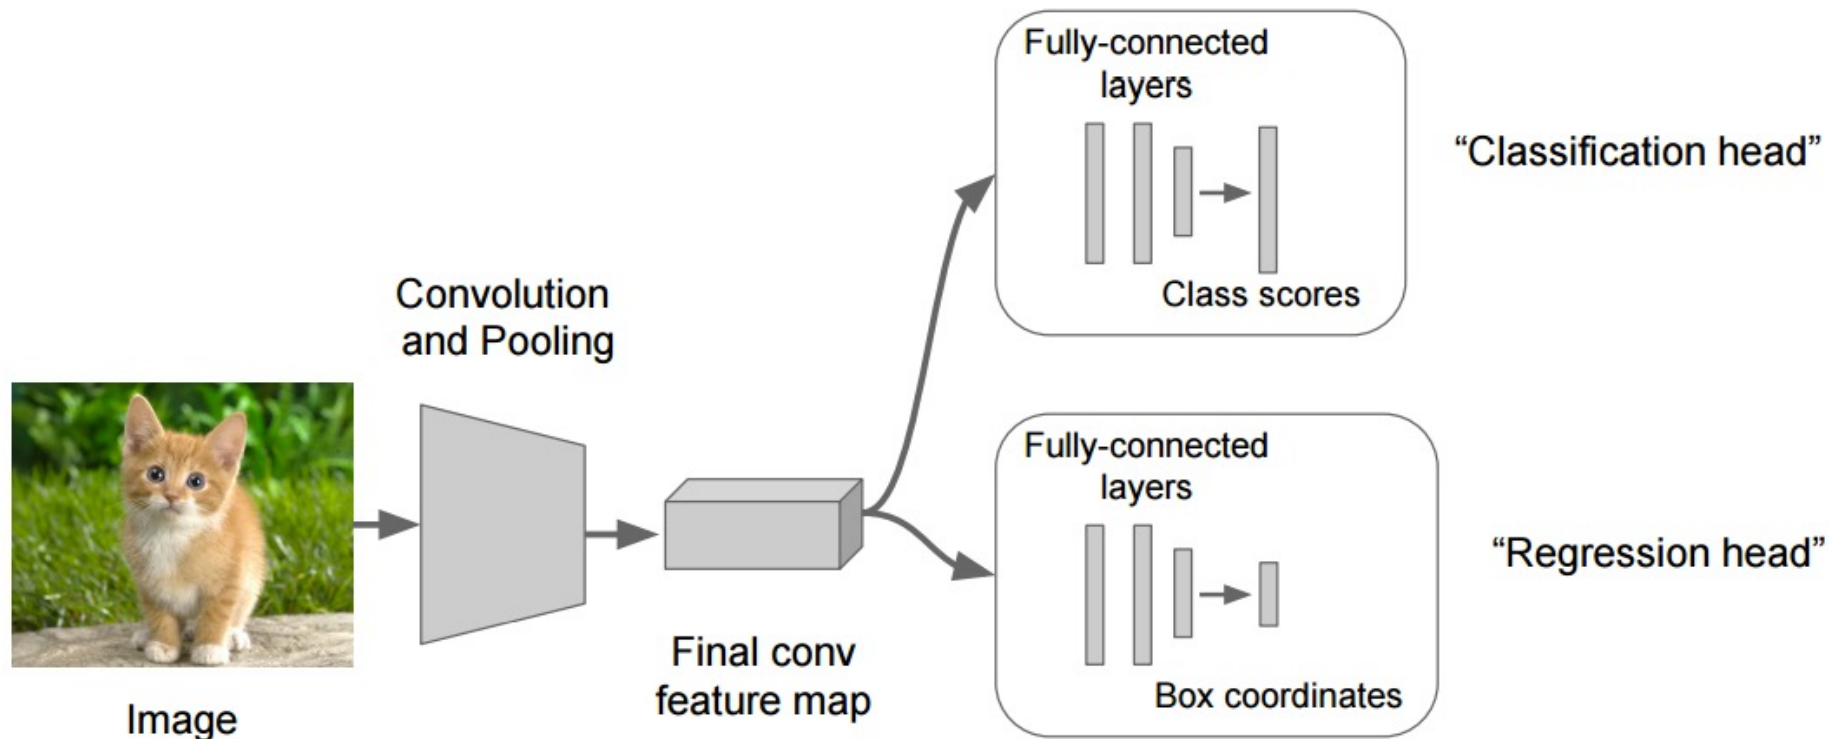 Fully-connected
layers
Class scores
“Classification head”
Convolution
and Pooling
Image
Final conv
feature map
Fully-connected
layers
Box coordinates
“Regression head”